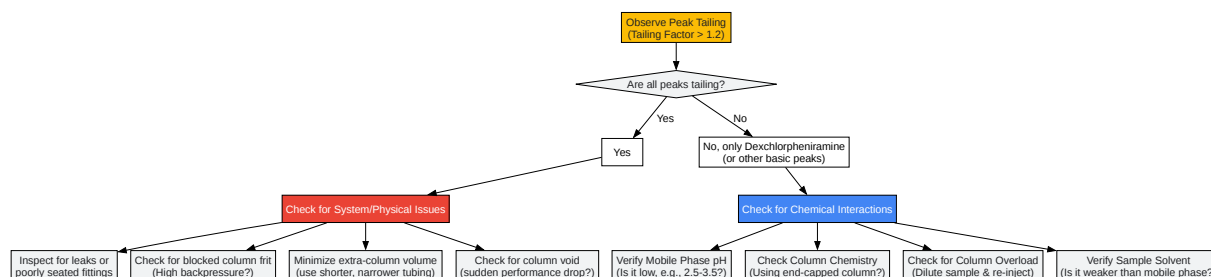 Observe Peak Tailing
(Tailing Factor > 1.2)
Are all peaks tailing?
Yes
No
Yes
No, only Dexchlorpheniramine
(or other basic peaks)
Check for System/Physical Issues
Check for Chemical Interactions
Inspect for leaks or
poorly seated fittings
Check for blocked column frit
(High backpressure?)
Minimize extra-column volume
(use shorter, narrower tubing)
Check for column void
(sudden performance drop?)
Verify Mobile Phase pH
(Is it low, e.g., 2.5-3.5?)
Check Column Chemistry
(Using end-capped column?)
Check for Column Overload
(Dilute sample & re-inject)
Verify Sample Solvent
(Is it weaker than mobile phase?)